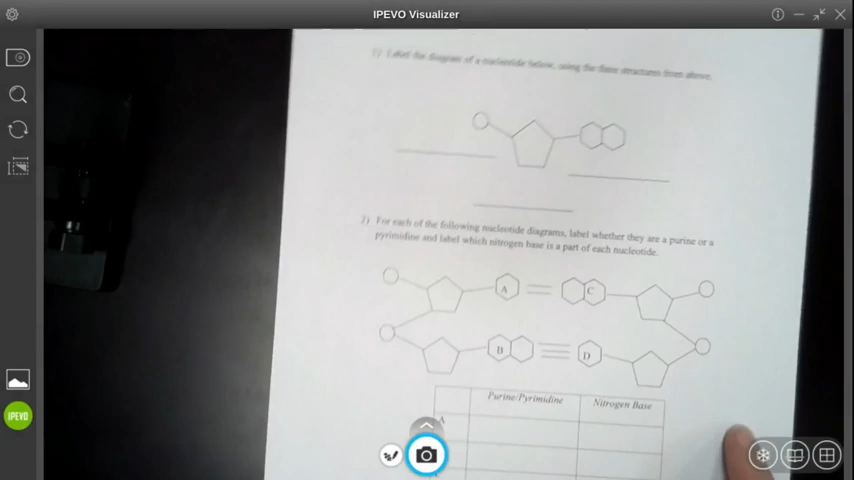 IPEVO Visualizer
1) Label the diagram of a nucleotide below, using the three structures from above.
2) For each of the following nucleotide diagrams, label whether they are a purine or a
pyrimidine and label which nitrogen base is a part of each nucleotide.
A C
B D
Purine/Pyrimidine Nitrogen Base
A
IPEVO